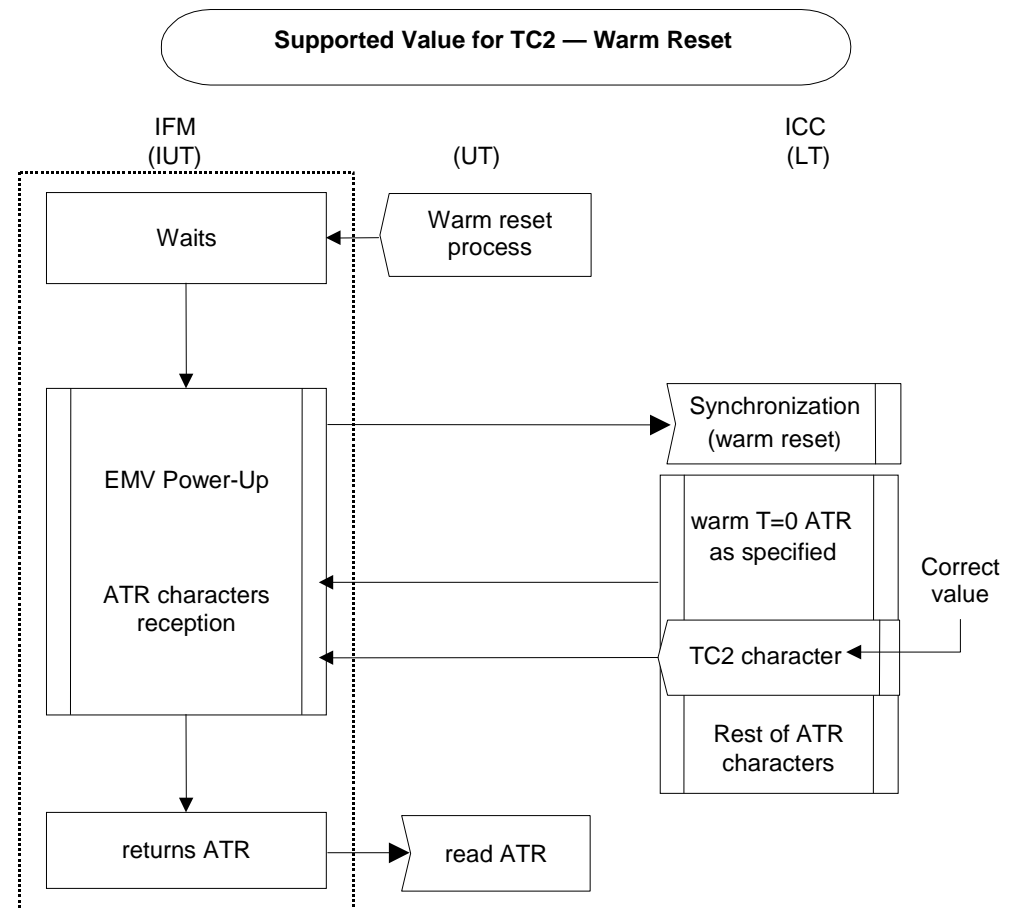 Supported Value for TC2 — Warm Reset
IFM
(IUT)
(UT)
ICC
(LT)
Waits
Warm reset
process
Synchronization
(warm reset)
EMV Power-Up
warm T=0 ATR
as specified
ATR characters
reception
Correct
value
TC2 character
Rest of ATR
characters
returns ATR
read ATR